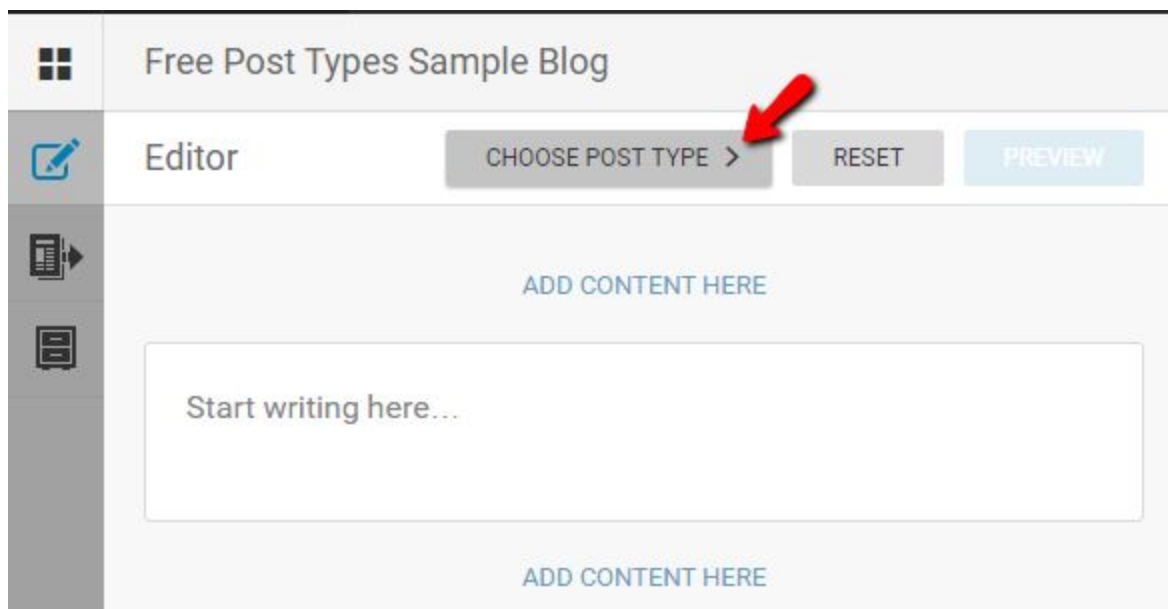 Free Post Types Sample Blog
Editor
CHOOSE POST TYPE >
RESET
PREVIEW
ADD CONTENT HERE
Start writing here...
ADD CONTENT HERE